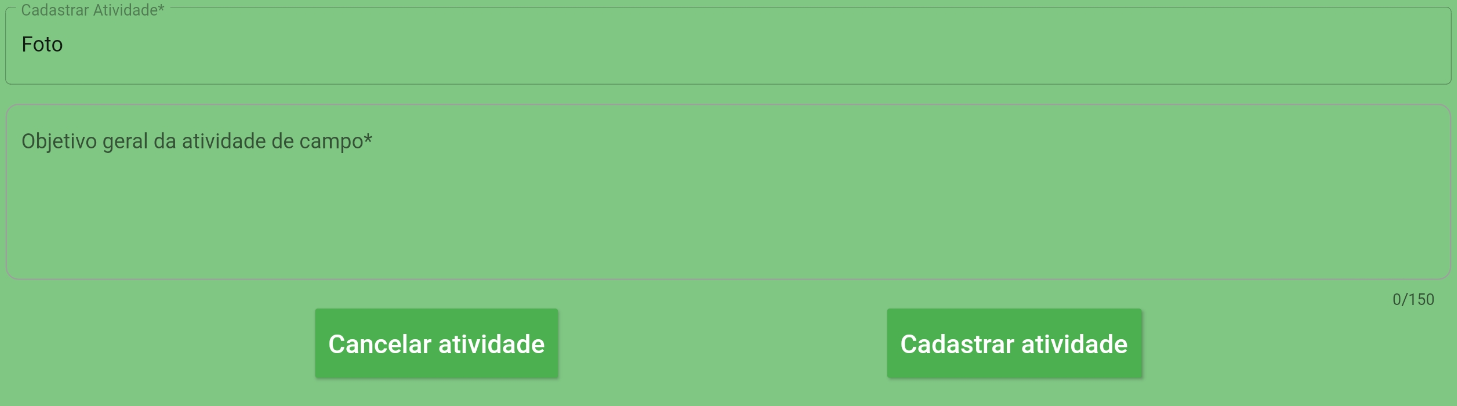 Cadastrar Atividade*
Foto
Objetivo geral da atividade de campo*
0/150
Cancelar atividade
Cadastrar atividade